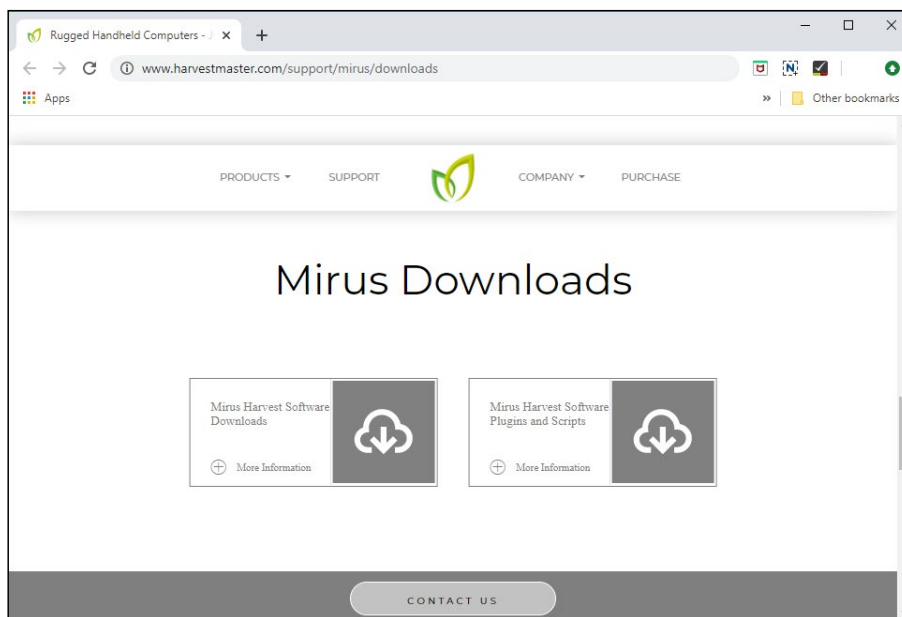 Rugged Handheld Computers - J
www.harvestmaster.com/support/mirus/downloads
Apps
» Other bookmarks
PRODUCTS SUPPORT COMPANY PURCHASE
Mirus Downloads
Mirus Harvest Software
Downloads
More Information
Mirus Harvest Software
Plugins and Scripts
More Information
CONTACT US